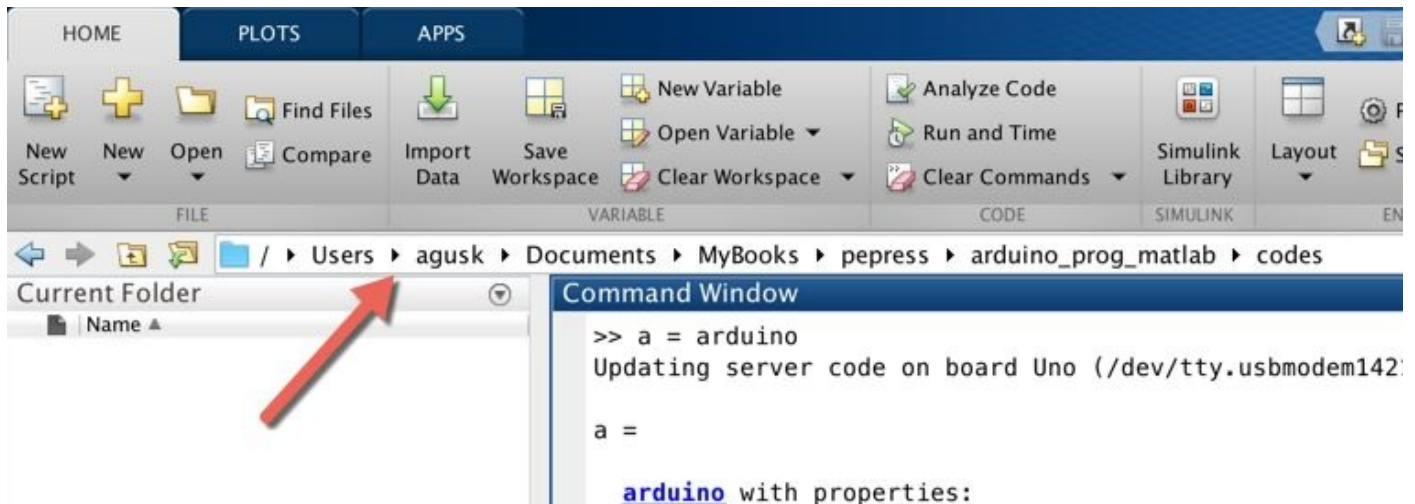 HOME PLOTS APPS
New Script
New
Open
Find Files
Compare
Import Data
Save Workspace
New Variable
Open Variable
Clear Workspace
Analyze Code
Run and Time
Clear Commands
Simulink Library
Layout
FILE VARIABLE CODE SIMULINK
/ Users agusk Documents MyBooks pepress arduino_prog_matlab codes
Current Folder
Name
Command Window
>> a = arduino
Updating server code on board Uno (/dev/tty.usbmodem142
a =
arduino with properties: